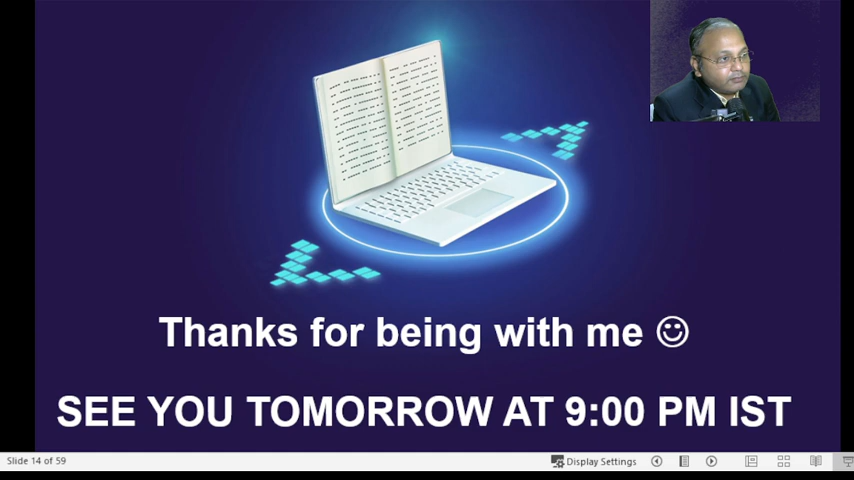 Thanks for being with me ☺
SEE YOU TOMORROW AT 9:00 PM IST
Slide 14 of 59
Display Settings